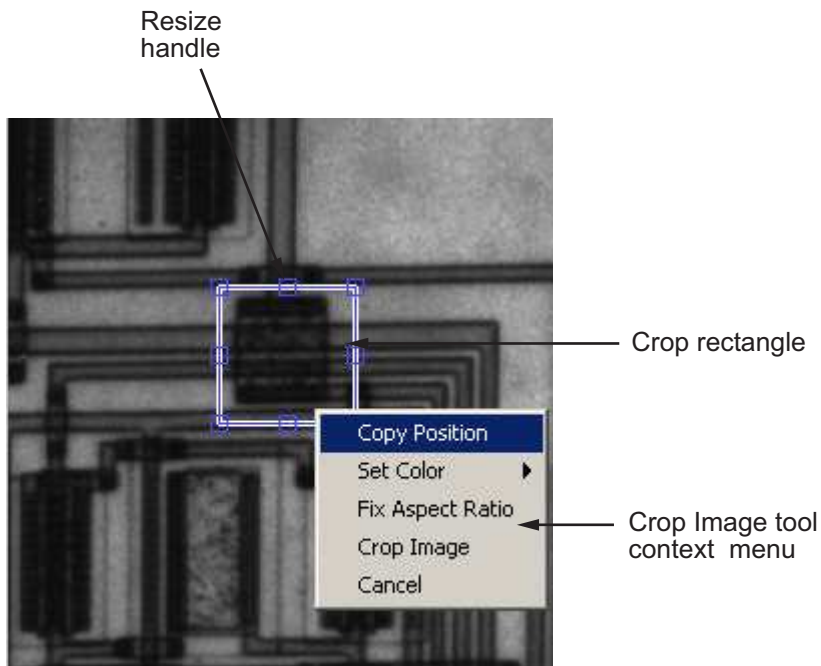 Resize
handle
Crop rectangle
Copy Position
Set Color
Fix Aspect Ratio
Crop Image
Cancel
Crop Image tool
context menu